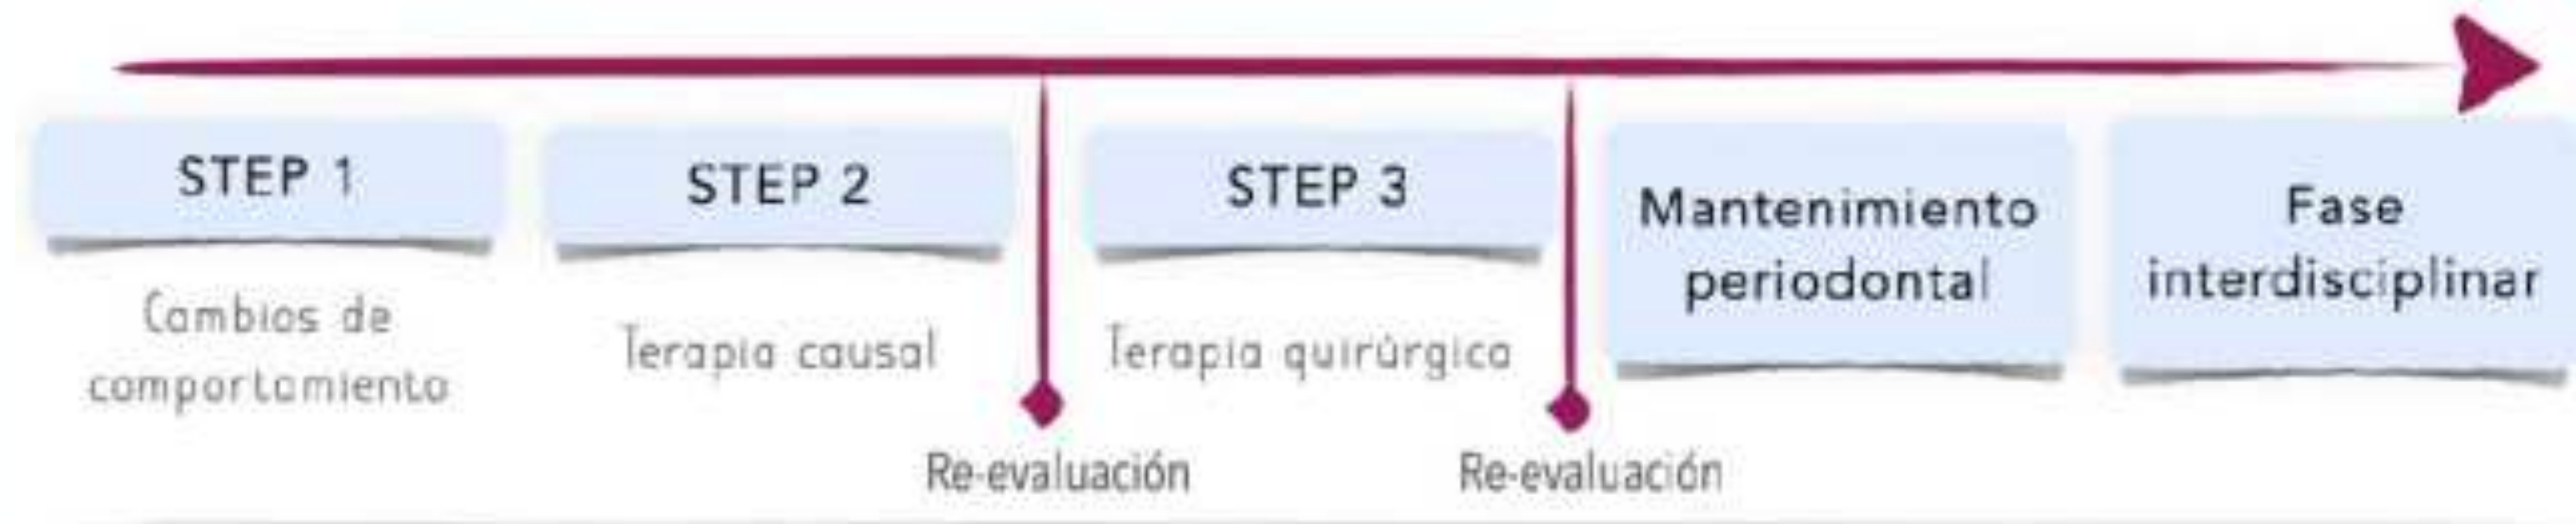 STEP 1
Cambios de
comportamiento
STEP 2
Terapia causal
Re-evaluación
STEP 3
Terapia quirúrgica
Re-evaluación
Mantenimiento
periodontal
Fase
interdisciplinar